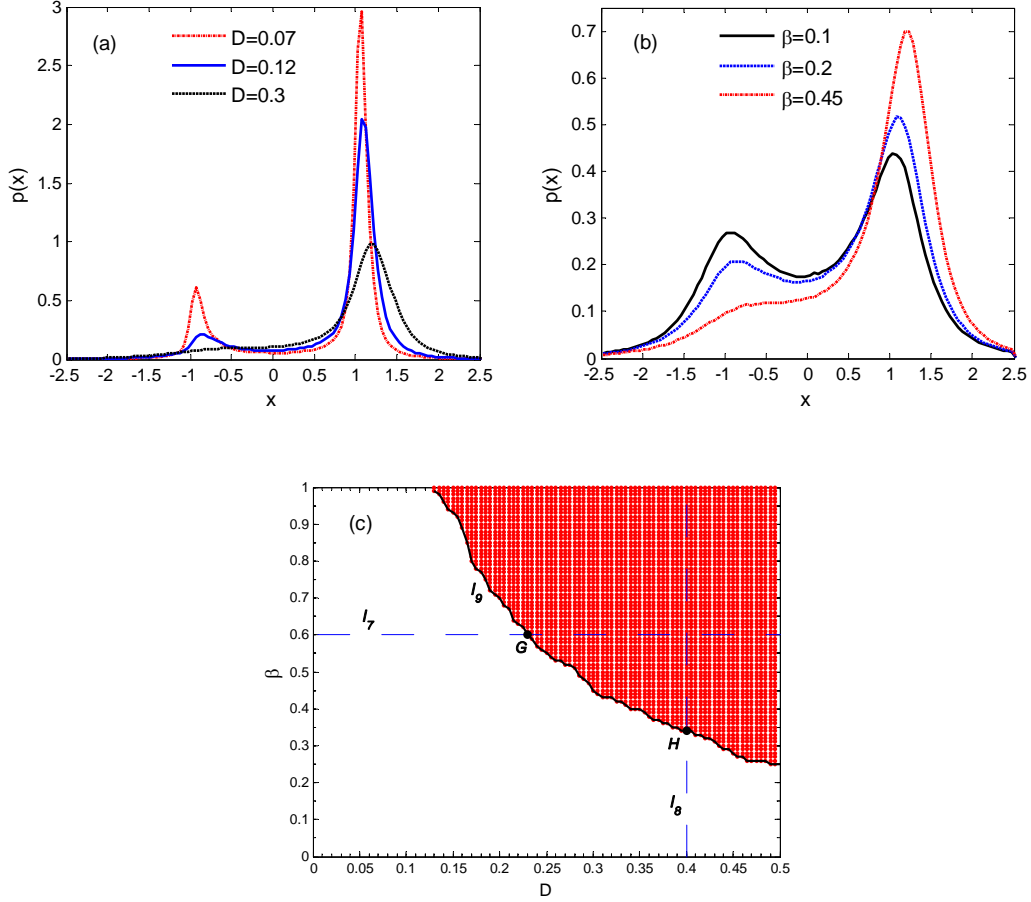 (a)
D=0.07
D=0.12
D=0.3
p(x)
3
2.5
2
1.5
1
0.5
0
-2.5 -2 -1.5 -1 -0.5 0 0.5 1 1.5 2 2.5
x
(b)
β=0.1
β=0.2
β=0.45
p(x)
0.7
0.6
0.5
0.4
0.3
0.2
0.1
0
-2.5 -2 -1.5 -1 -0.5 0 0.5 1 1.5 2 2.5
x
(c)
β
1
0.9
0.8
0.7
0.6
0.5
0.4
0.3
0.2
0.1
0
l9
l7
G
H
l8
0 0.05 0.1 0.15 0.2 0.25 0.3 0.35 0.4 0.45 0.5
D